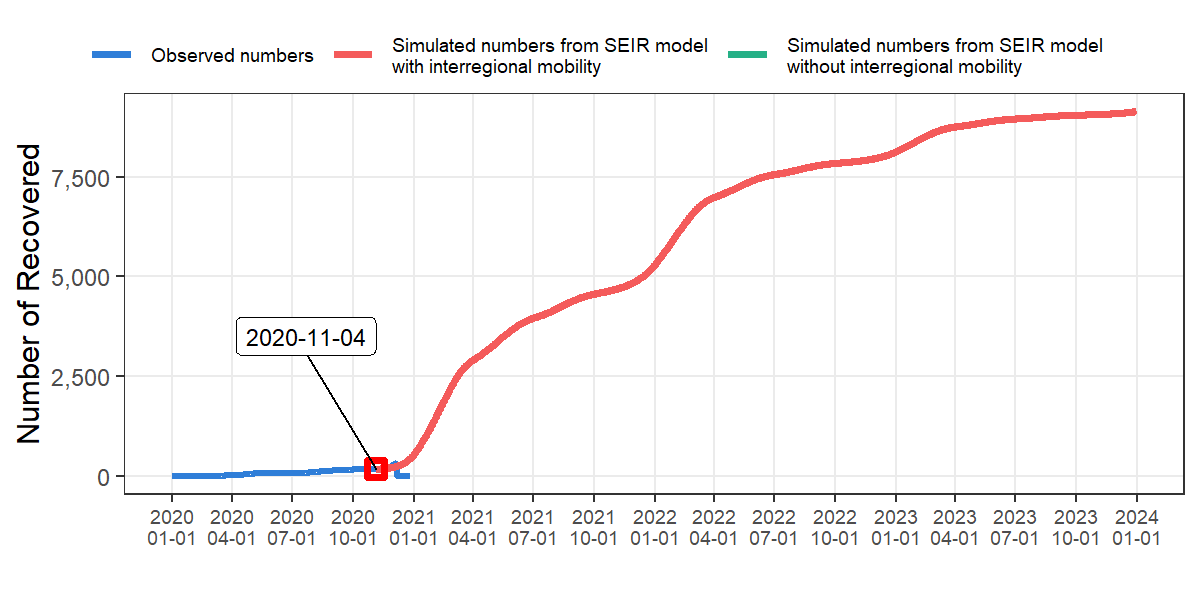 Observed numbers
Simulated numbers from SEIR model
with interregional mobility
Simulated numbers from SEIR model
without interregional mobility
Number of Recovered
7,500
5,000
2,500
0
2020-11-04
2020 2020 2020 2020 2021 2021 2021 2021 2022 2022 2022 2022 2023 2023 2023 2023 2024
01-01 04-01 07-01 10-01 01-01 04-01 07-01 10-01 01-01 04-01 07-01 10-01 01-01 04-01 07-01 10-01 01-01